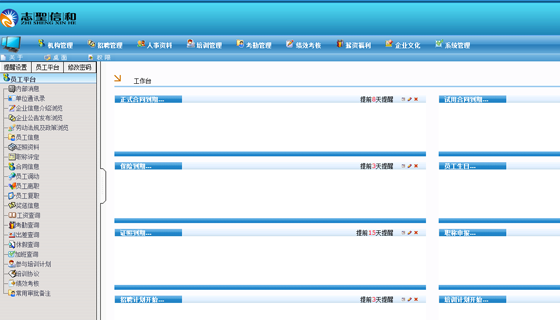 志聖信和
ZHI SHENG XIN HE
机构管理 招聘管理 人事资料 培训管理 考勤管理 绩效考核 薪资福利 企业文化 系统管理
关于 桌面 权限
提醒设置 员工平台 修改密码
员工平台
内部消息
单位通讯录
企业信息介绍浏览
企业公告发布浏览
劳动法规及政策浏览
员工信息
证照资料
职称评定
合同信息
员工调动
员工离职
员工复职
奖惩信息
工资查询
考勤查询
出差查询
休假查询
加班查询
参与培训计划
培训协议
绩效考核
常用审批备注
工作台
正式合同到期... 提前6天提醒
试用合同到期...
保险到期... 提前3天提醒
员工生日...
证照到期... 提前15天提醒
职称申报...
招聘计划开始... 提前3天提醒
培训计划开始...